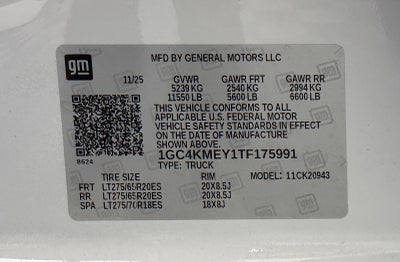 gm
MFD BY GENERAL MOTORS LLC
11/25 GVWR GAWR FRT GAWR RR
5239 KG 2540 KG 2994 KG
11550 LB 5600 LB 6600 LB
THIS VEHICLE CONFORMS TO ALL
APPLICABLE U.S. FEDERAL MOTOR
VEHICLE SAFETY STANDARDS IN EFFECT
ON THE DATE OF MANUFACTURE
SHOWN ABOVE.
8624
1GC4KMEY1TF175991
TYPE: TRUCK
TIRE SIZE RIM MODEL: 11CK20943
FRT LT275/65R20ES 20X8.5J
RR LT275/65R20ES 20X8.5J
SPA LT275/70R18ES 18X8J